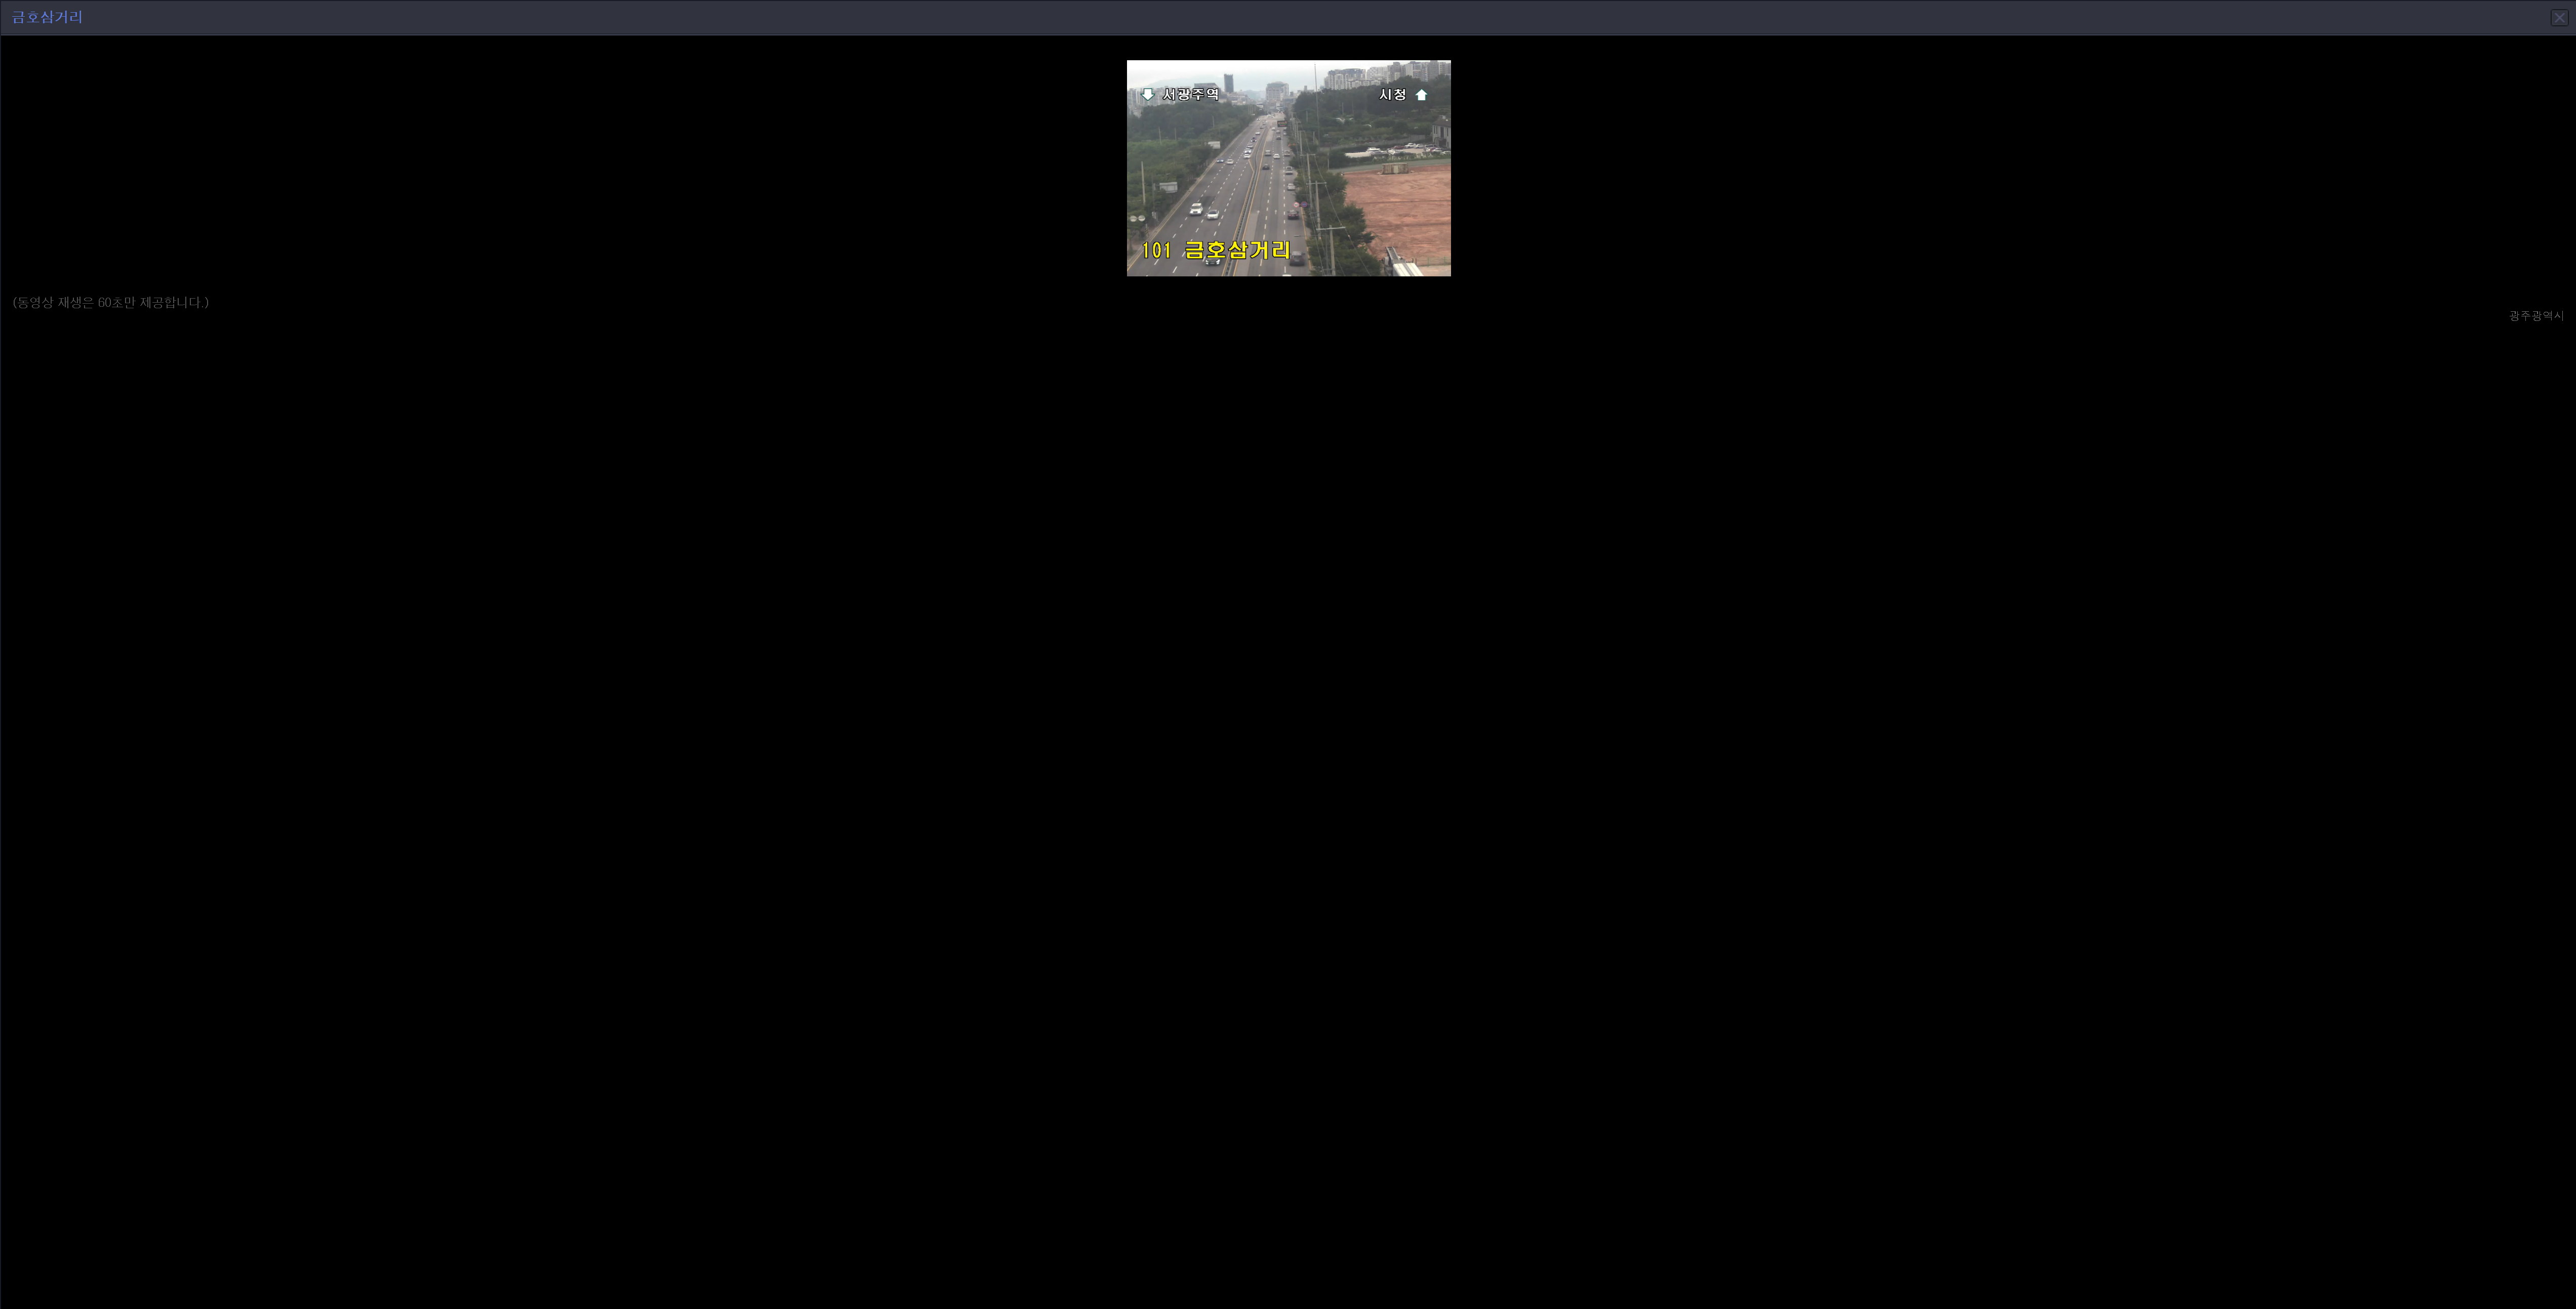 금호삼거리
서광주역 시청
101 금호삼거리
(동영상 재생은 60초만 제공합니다.)
광주광역시